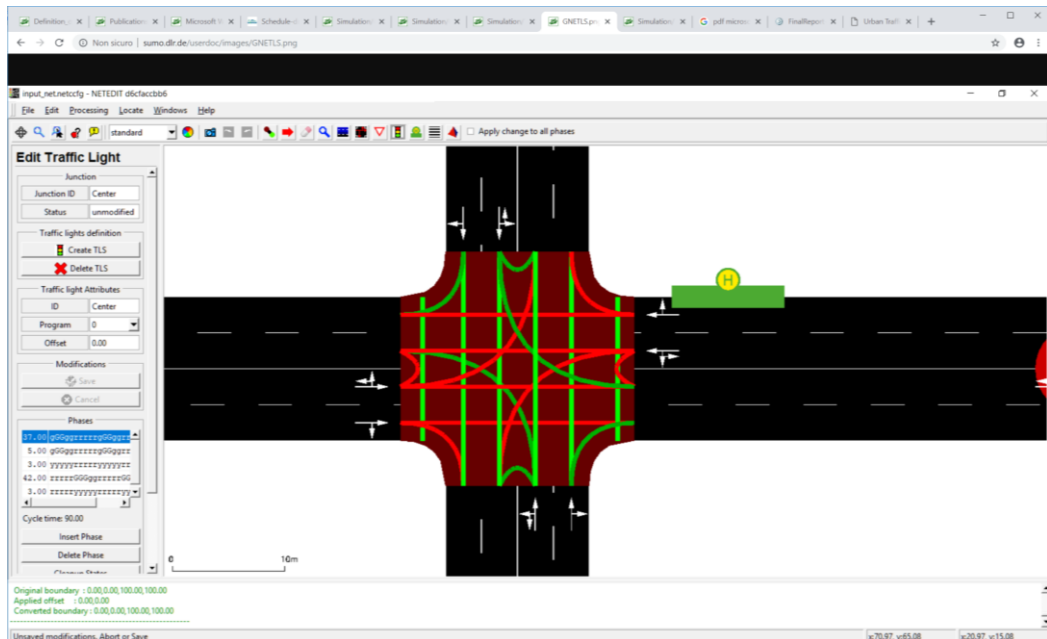 Definition_
Publication
Microsoft W
Schedule-d
Simulation
Simulation
Simulation
GNETLS.pn
Simulation
pdf micros
FinalReport
Urban Traff
Non sicuro | sumo.dlr.de/userdoc/images/GNETLS.png
input_net.netccfg - NETEDIT d6cfaccbb6
File Edit Processing Locate Windows Help
standard
Apply change to all phases
Edit Traffic Light
Junction
Junction ID Center
Status unmodified
Traffic lights definition
Create TLS
Delete TLS
Traffic light Attributes
ID Center
Program 0
Offset 0.00
Modifications
Save
Cancel
Phases
37.00 gGGggrrrrrgGGggrr
5.00 gGGggrrrrrgGGggrr
3.00 yyyyyrrrrryyyyyrr
42.00 rrrrrGGGggrrrrrGG
3.00 rrrrryyyyyrrrrryy
Cycle time: 90.00
Insert Phase
Delete Phase
Cleanup States
H
0 10m
Original boundary : 0.00,0.00,100.00,100.00
Applied offset : 0.00,0.00
Converted boundary : 0.00,0.00,100.00,100.00
Unsaved modifications. Abort or Save
x:70.97, y:65.08
x:20.97, y:15.08